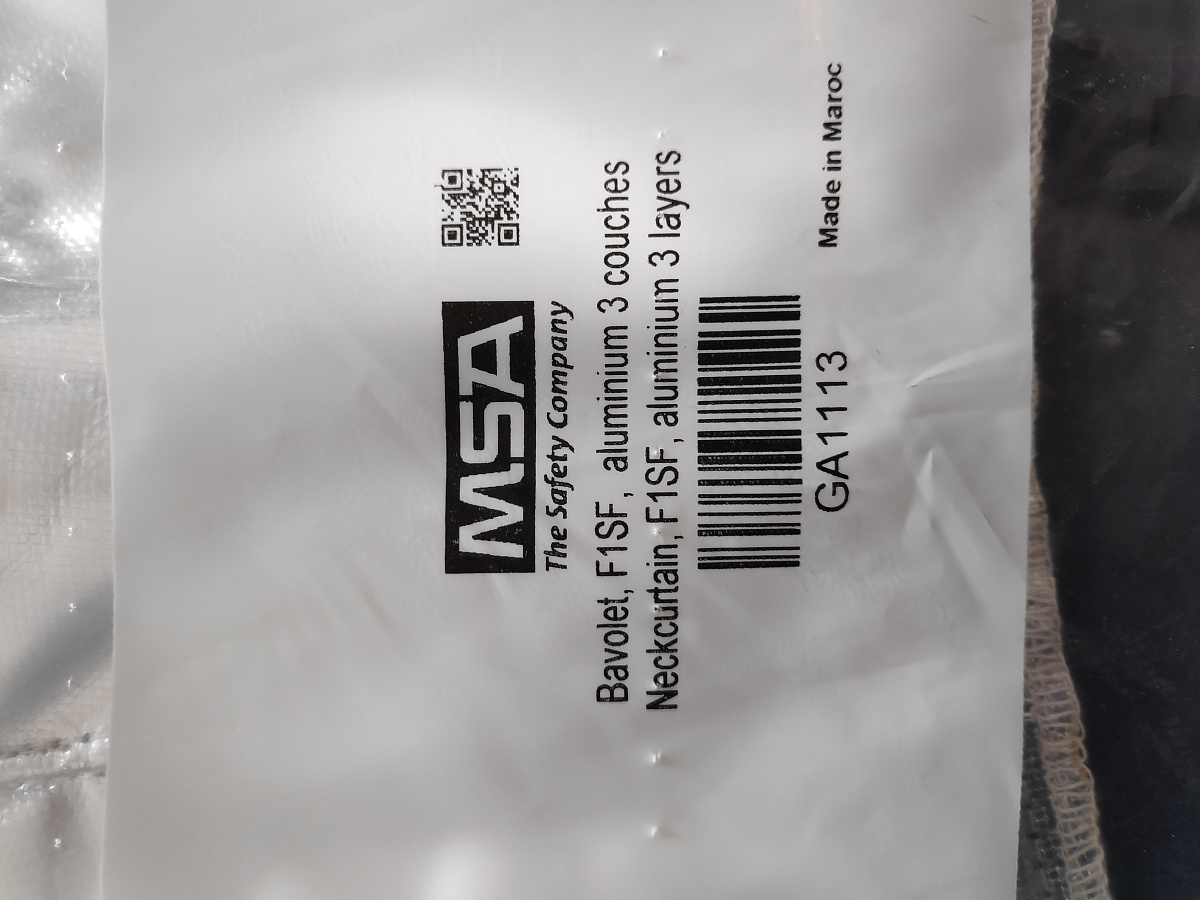 MSA
The Safety Company
Bavolet, F1SF, aluminium 3 couches
Neckcurtain, F1SF, aluminium 3 layers
GA1113
Made in Maroc